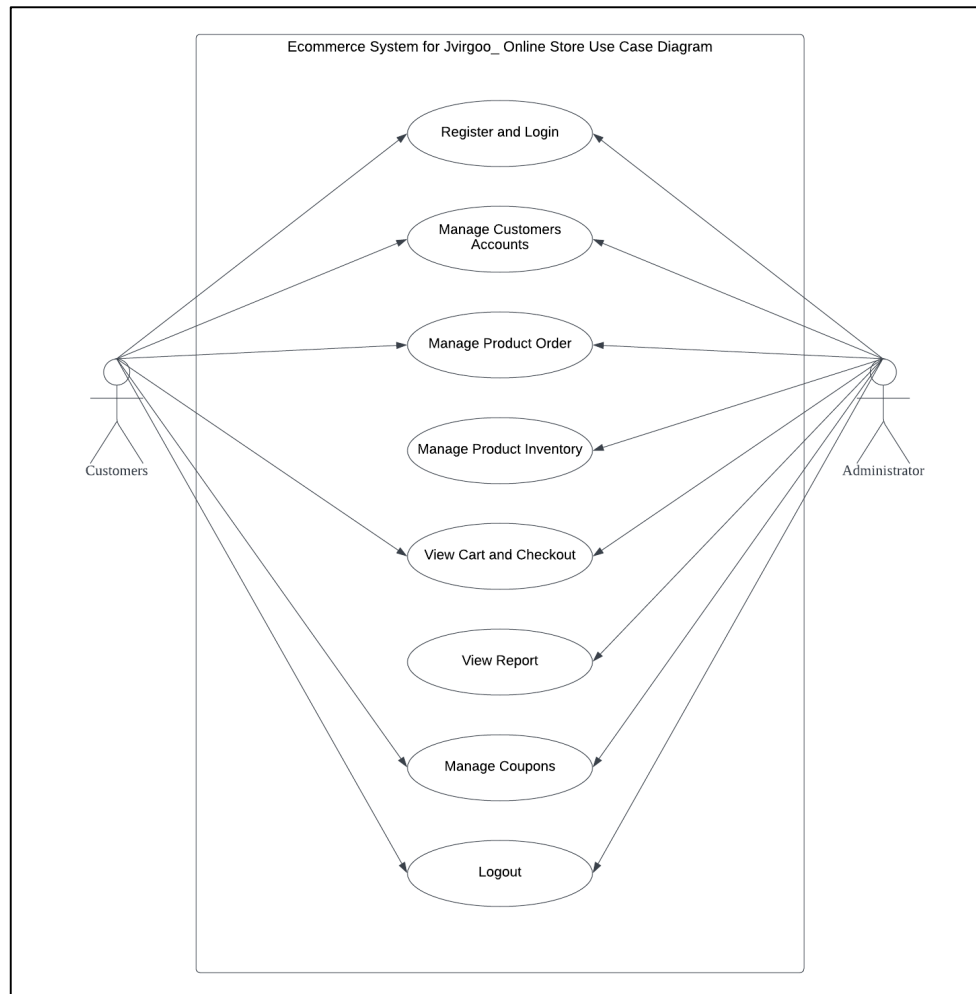 Ecommerce System for Jvirgoo_ Online Store Use Case Diagram
Register and Login
Manage Customers
Accounts
Manage Product Order
Manage Product Inventory
Customers
Administrator
View Cart and Checkout
View Report
Manage Coupons
Logout